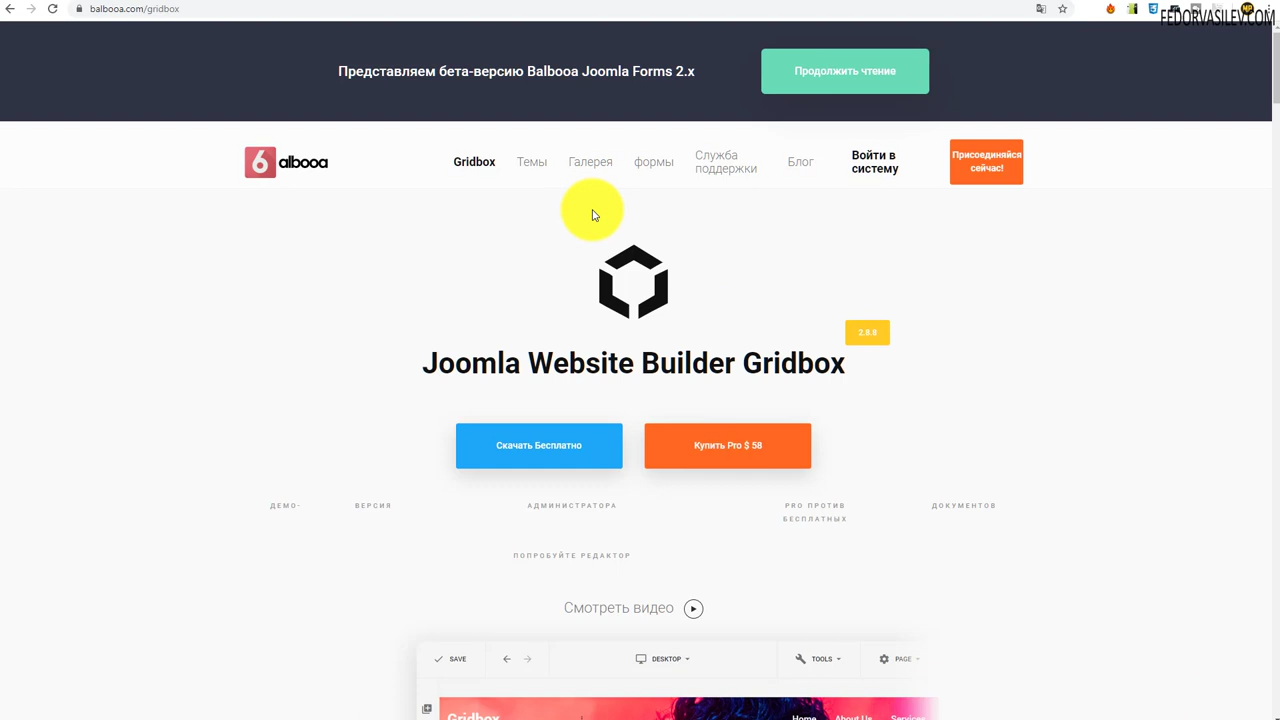 balbooa.com/gridbox
FEDORVASILEV.COM
Представляем бета-версию Balbooa Joomla Forms 2.x
Продолжить чтение
6 albooa
Gridbox
Темы
Галерея
формы
Служба
поддержки
Блог
Войти в
систему
Присоединяйся
сейчас!
2.8.8
Joomla Website Builder Gridbox
Скачать Бесплатно
Купить Pro $ 58
ДЕМО-
ВЕРСИЯ
АДМИНИСТРАТОРА
PRO ПРОТИВ
БЕСПЛАТНЫХ
ДОКУМЕНТОВ
ПОПРОБУЙТЕ РЕДАКТОР
Смотреть видео
SAVE
DESKTOP
TOOLS
PAGE
Gridbox
Home
About Us
Services